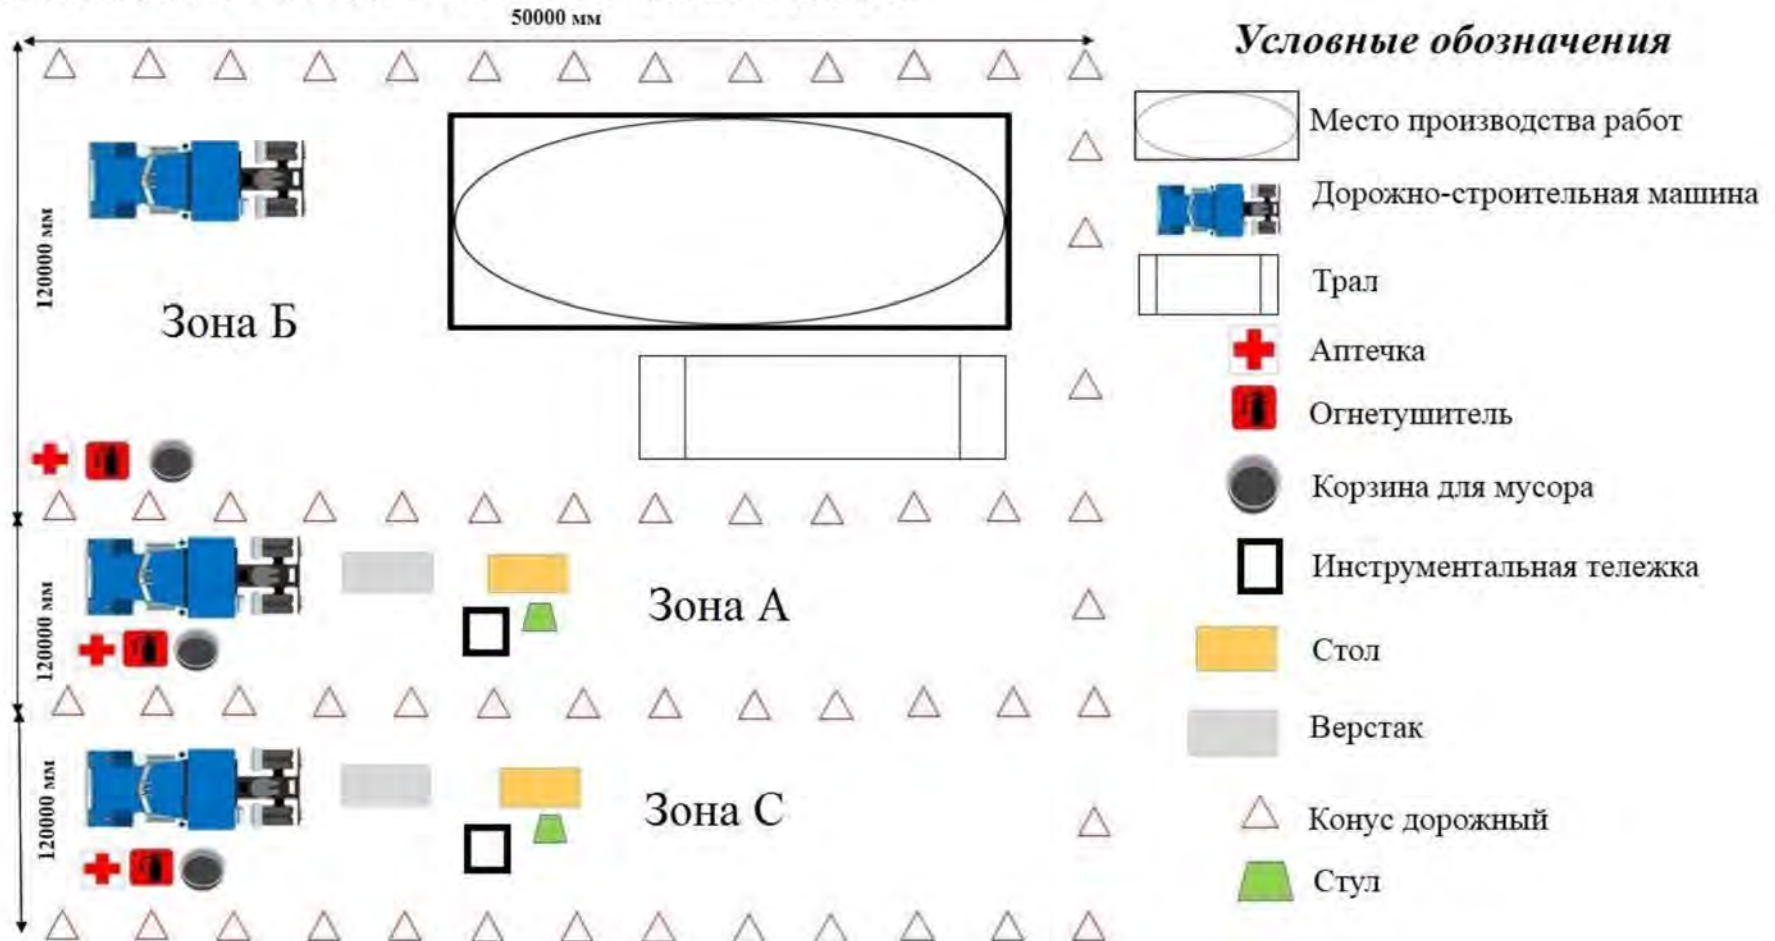 50000 мм
Условные обозначения
Место производства работ
Дорожно-строительная машина
120000 мм
Трал
Зона Б
Аптечка
Огнетушитель
Корзина для мусора
Инструментальная тележка
Зона А
120000 мм
Стол
Верстак
Зона С
120000 мм
Конус дорожный
Стул